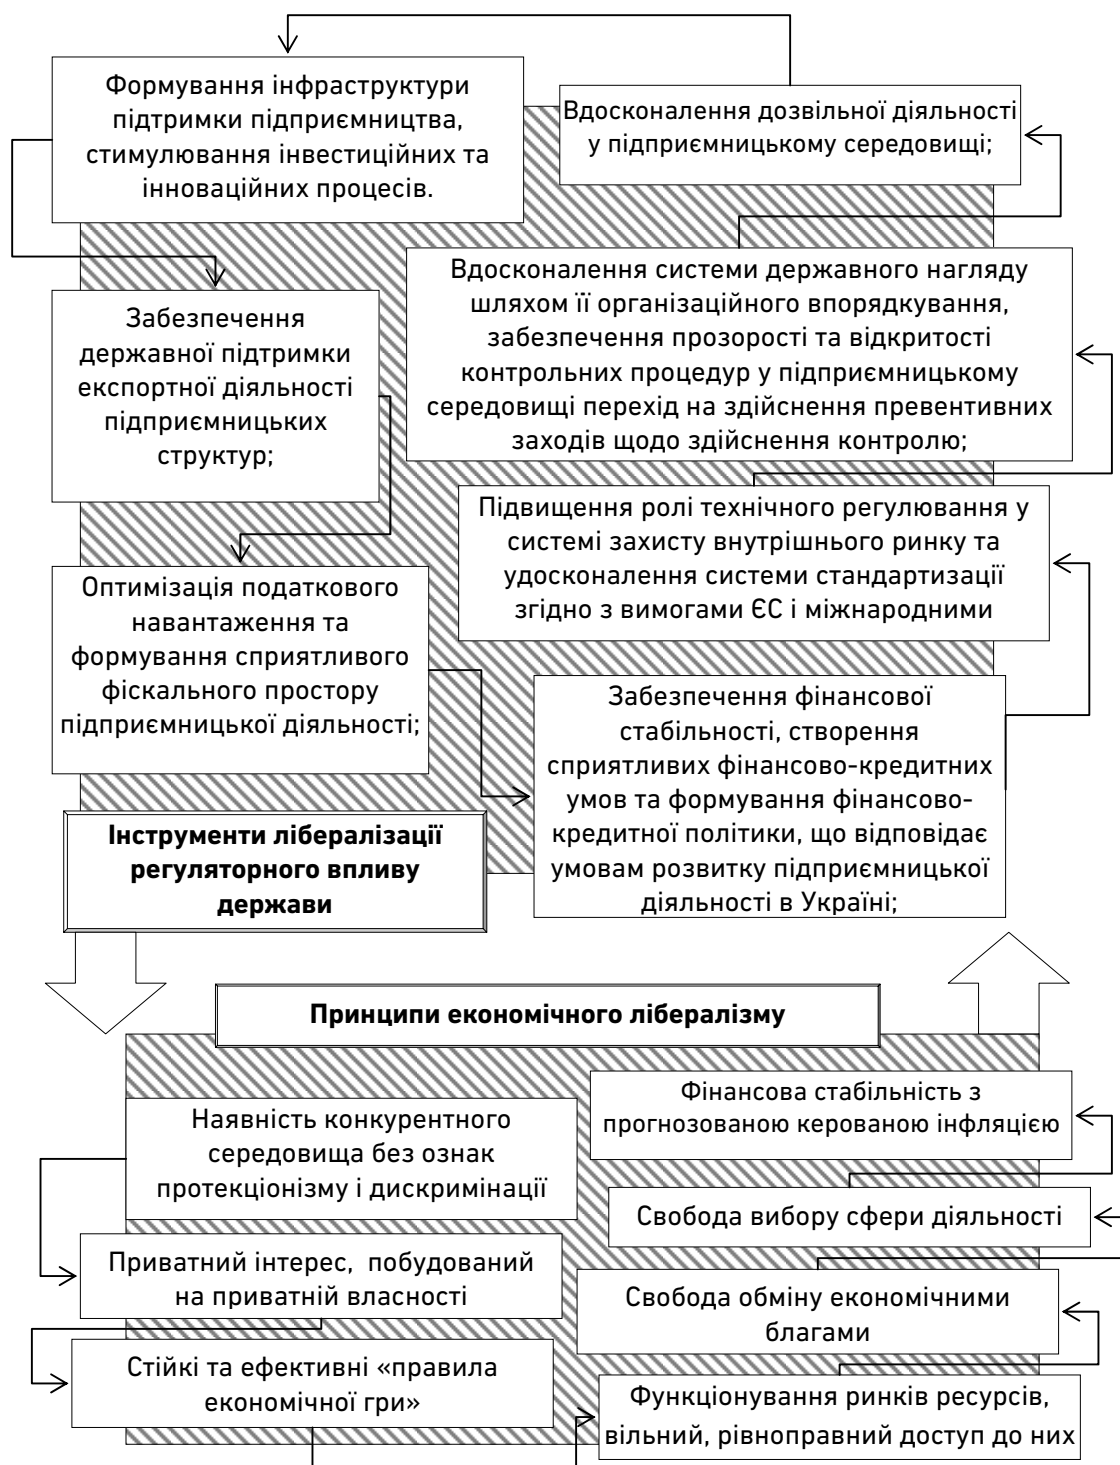 Формування інфраструктури
підтримки підприємництва,
стимулювання інвестиційних та
інноваційних процесів.
Вдосконалення дозвільної діяльності
у підприємницькому середовищі;
Вдосконалення системи державного нагляду
шляхом її організаційного впорядкування,
забезпечення прозорості та відкритості
контрольних процедур у підприємницькому
середовищі перехід на здійснення превентивних
заходів щодо здійснення контролю;
Забезпечення
державної підтримки
експортної діяльності
підприємницьких
структур;
Підвищення ролі технічного регулювання у
системі захисту внутрішнього ринку та
удосконалення системи стандартизації
згідно з вимогами ЄС і міжнародними
Оптимізація податкового
навантаження та
формування сприятливого
фіскального простору
підприємницької діяльності;
Забезпечення фінансової
стабільності, створення
сприятливих фінансово-кредитних
умов та формування фінансово-
кредитної політики, що відповідає
умовам розвитку підприємницької
діяльності в Україні;
Інструменти лібералізації
регуляторного впливу
держави
Принципи економічного лібералізму
Наявність конкурентного
середовища без ознак
протекціонізму і дискримінації
Приватний інтерес,  побудований
на приватній власності
Стійкі та ефективні «правила
економічної гри»
Фінансова стабільність з
прогнозованою керованою інфляцією
Свобода вибору сфери діяльності
Свобода обміну економічними
благами
Функціонування ринків ресурсів,
вільний, рівноправний доступ до них